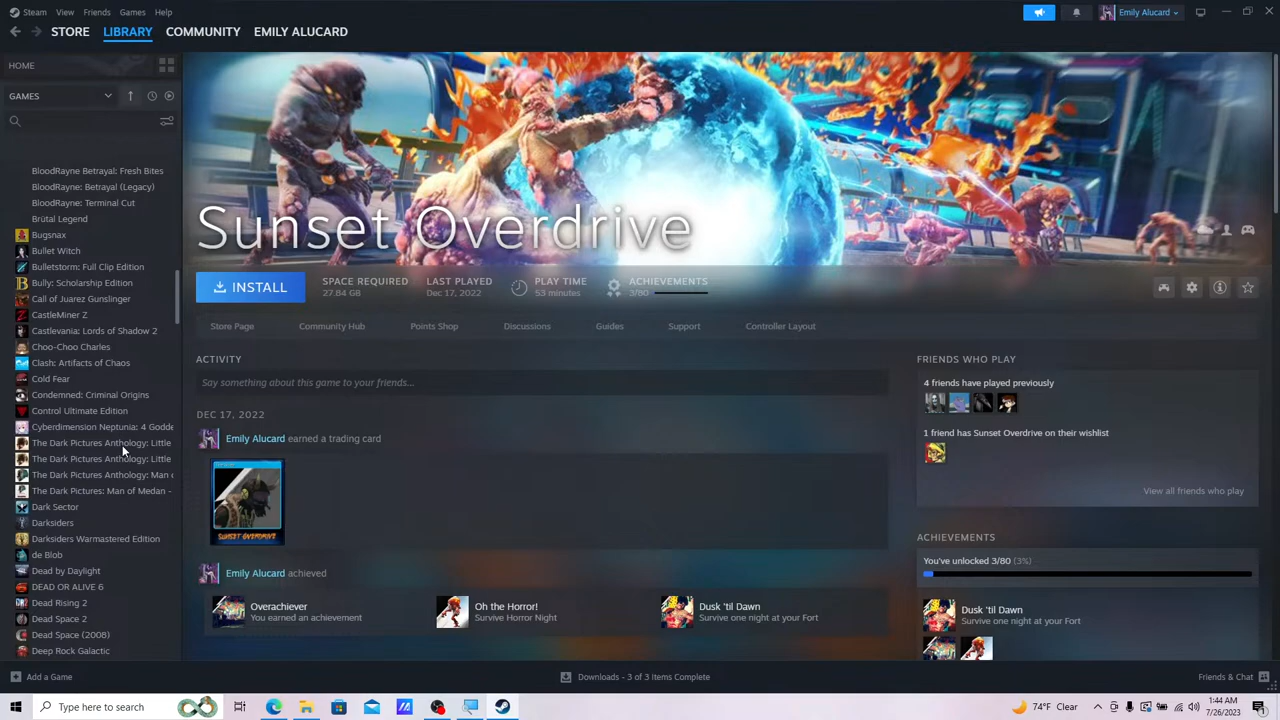 Steam View Friends Games Help
Emily Alucard
STORE LIBRARY COMMUNITY EMILY ALUCARD
HOME
GAMES
BloodRayne Betrayal: Fresh Bites
BloodRayne: Betrayal (Legacy)
BloodRayne: Terminal Cut
Brütal Legend
Bugsnax
Bullet Witch
Bulletstorm: Full Clip Edition
Bully: Scholarship Edition
Call of Juarez Gunslinger
CastleMiner Z
Castlevania: Lords of Shadow 2
Choo-Choo Charles
Clash: Artifacts of Chaos
Cold Fear
Condemned: Criminal Origins
Control Ultimate Edition
Cyberdimension Neptunia: 4 Godde
The Dark Pictures Anthology: Little
The Dark Pictures Anthology: Little
The Dark Pictures Anthology: Man
The Dark Pictures: Man of Medan -
Dark Sector
Darksiders
Darksiders Warmastered Edition
de Blob
Dead by Daylight
DEAD OR ALIVE 6
Dead Rising 2
Dead Space 2
Dead Space (2008)
Deep Rock Galactic
Sunset Overdrive
INSTALL
SPACE REQUIRED
27.84 GB
LAST PLAYED
Dec 17, 2022
PLAY TIME
53 minutes
ACHIEVEMENTS
3/80
Store Page Community Hub Points Shop Discussions Guides Support Controller Layout
ACTIVITY
Say something about this game to your friends...
DEC 17, 2022
Emily Alucard earned a trading card
SUNSET OVERDRIVE
Emily Alucard achieved
Overachiever
You earned an achievement
Oh the Horror!
Survive Horror Night
Dusk 'til Dawn
Survive one night at your Fort
FRIENDS WHO PLAY
4 friends have played previously
1 friend has Sunset Overdrive on their wishlist
View all friends who play
ACHIEVEMENTS
You've unlocked 3/80 (3%)
Dusk 'til Dawn
Survive one night at your Fort
Add a Game
Downloads - 3 of 3 Items Complete
Friends & Chat
Type here to search
74°F Clear
1:44 AM
7/26/2023